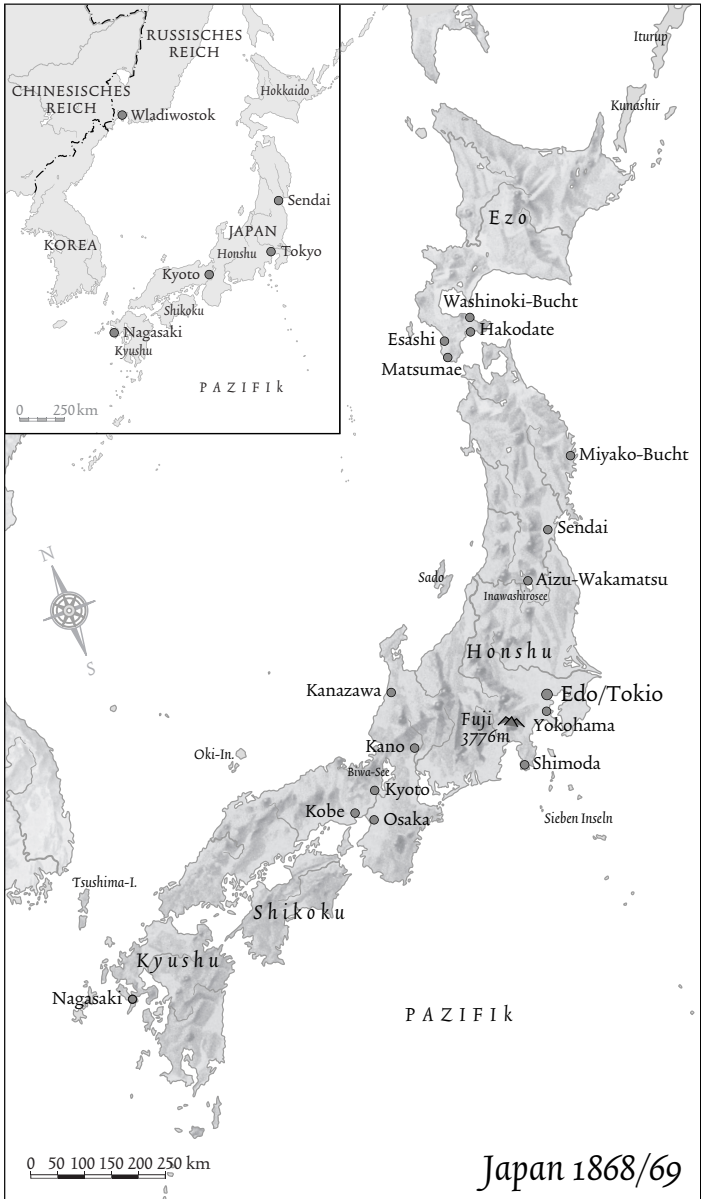 RUSSISCHES
REICH
CHINESISCHES
REICH
Hokkaido
Wladiwostok
Sendai
KOREA
JAPAN
Honshu
Tokyo
Kyoto
Shikoku
Nagasaki
Kyushu
PAZIFIk
0 250 km
Iturup
Kunashir
Ezo
Washinoki-Bucht
Hakodate
Esashi
Matsumae
Miyako-Bucht
Sendai
Sado
Aizu-Wakamatsu
Inawashirosee
N
S
Honshu
Kanazawa
Edo/Tokio
Fuji
3776m
Yokohama
Kano
Oki-In.
Shimoda
Biwa-See
Kyoto
Kobe
Osaka
Sieben Inseln
Tsushima-I.
Shikoku
Kyushu
Nagasaki
PAZIFIk
0 50 100 150 200 250 km
Japan 1868/69